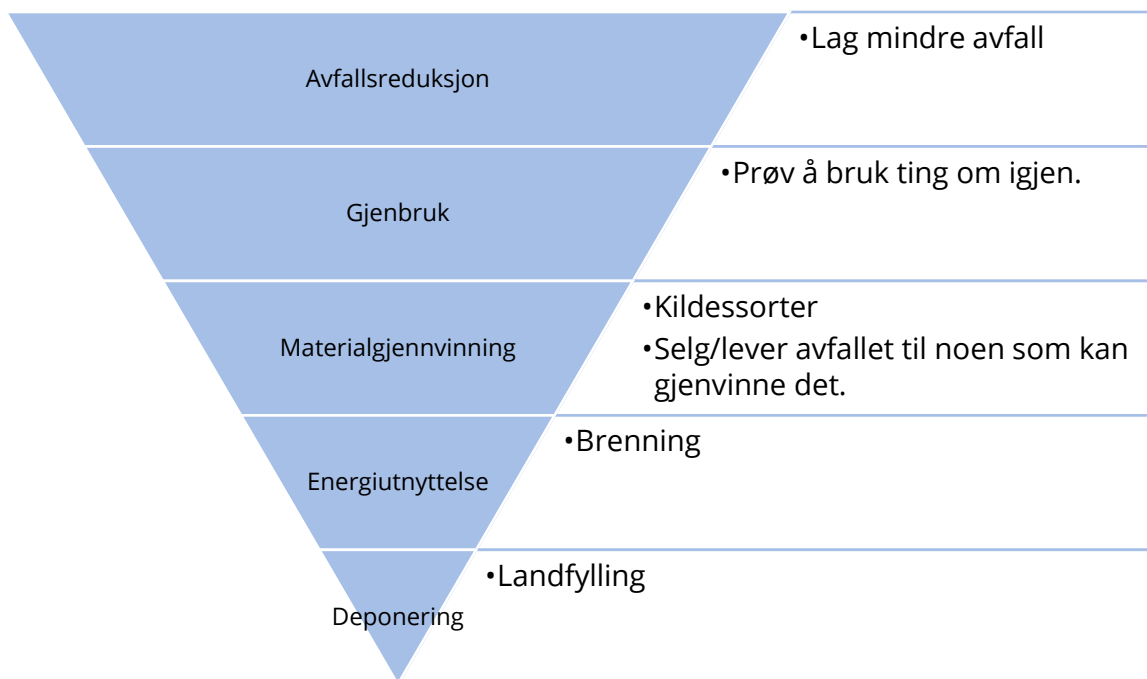 Avfallsreduksjon
•Lag mindre avfall
Gjenbruk
•Prøv å bruk ting om igjen.
Materialgjennvinning
•Kildessorter
•Selg/lever avfallet til noen som kan
gjenvinne det.
Energiutnyttelse
•Brenning
Deponering
•Landfylling